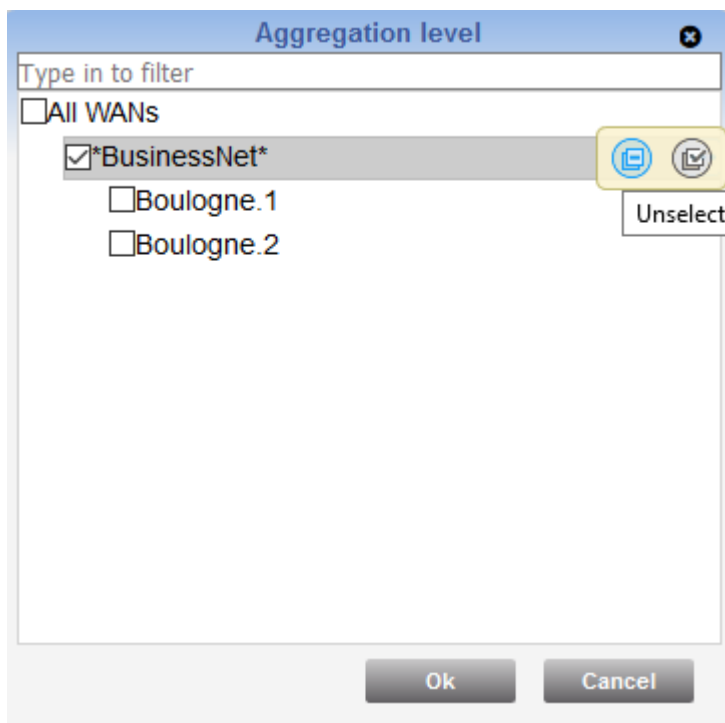 Aggregation level
Type in to filter
All WANs
*BusinessNet*
Boulogne.1
Unselect
Boulogne.2
Ok
Cancel